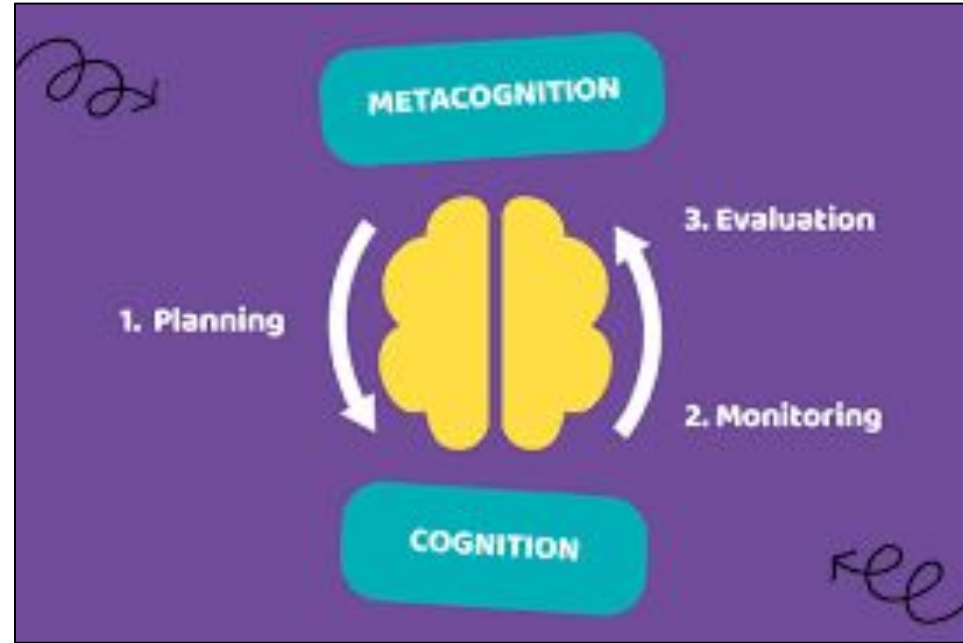 METACOGNITION
3. Evaluation
1. Planning
2. Monitoring
COGNITION